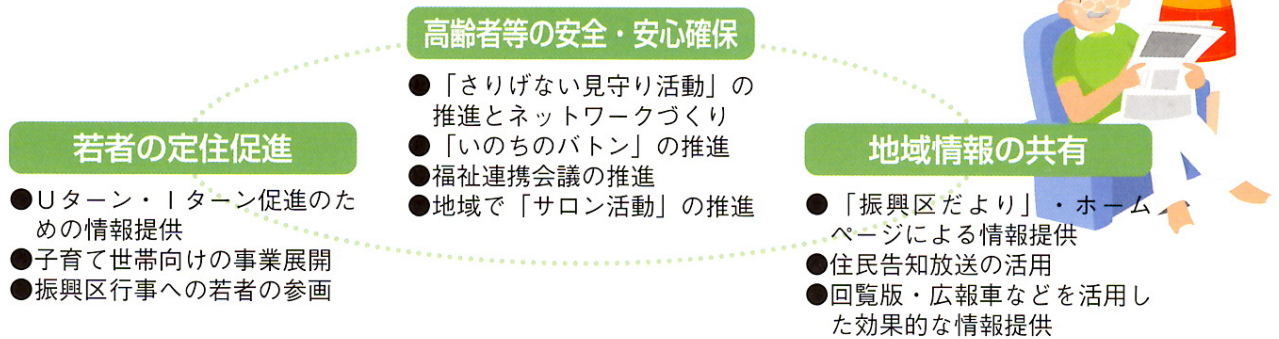 高齢者等の安全・安心確保
●「さりげない見守り活動」の
推進とネットワークづくり
●「いのちのバトン」の推進
●福祉連携会議の推進
●地域で「サロン活動」の推進
若者の定住促進
●Uターン・Iターン促進のた
めの情報提供
●子育て世帯向けの事業展開
●振興区行事への若者の参画
地域情報の共有
●「振興区だより」・ホーム
ページによる情報提供
●住民告知放送の活用
●回覧版・広報車などを活用し
た効果的な情報提供